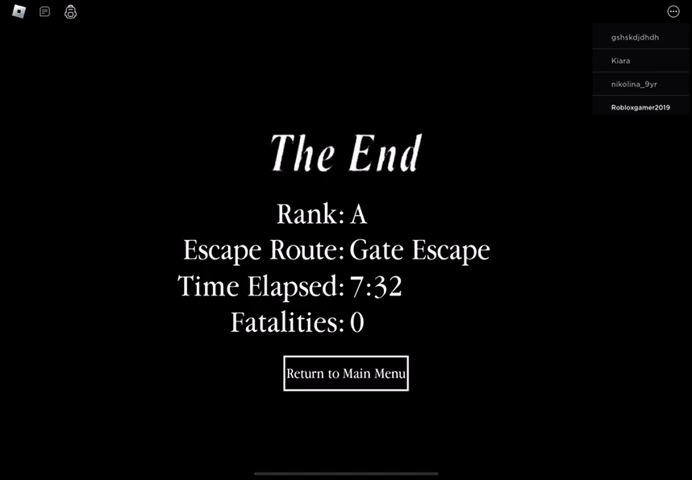 gshskdjdhdh
Kiara
nikolina_9yr
Robloxgamer2019
The End
Rank: A
Escape Route: Gate Escape
Time Elapsed: 7:32
Fatalities: 0
Return to Main Menu